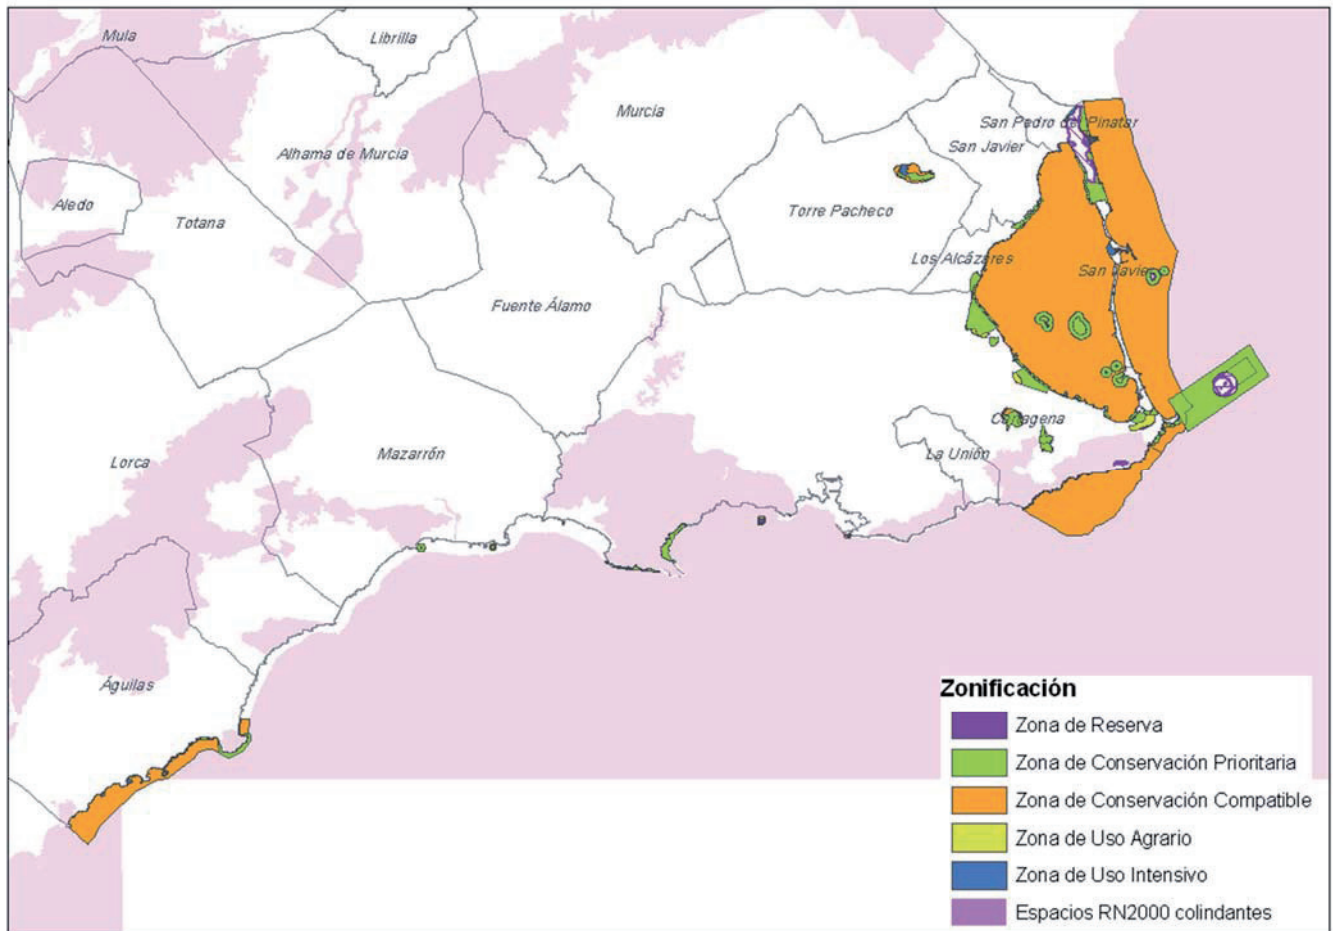 Mula
Librilla
Murcia
San Pedro del Pinatar
San Javier
Alhama de Murcia
Aledo
Totana
Torre Pacheco
Los Alcázares
San Javier
Fuente Álamo
Cartagena
Lorca
Mazarrón
La Unión
Águilas
Zonificación
Zona de Reserva
Zona de Conservación Prioritaria
Zona de Conservación Compatible
Zona de Uso Agrario
Zona de Uso Intensivo
Espacios RN2000 colindantes